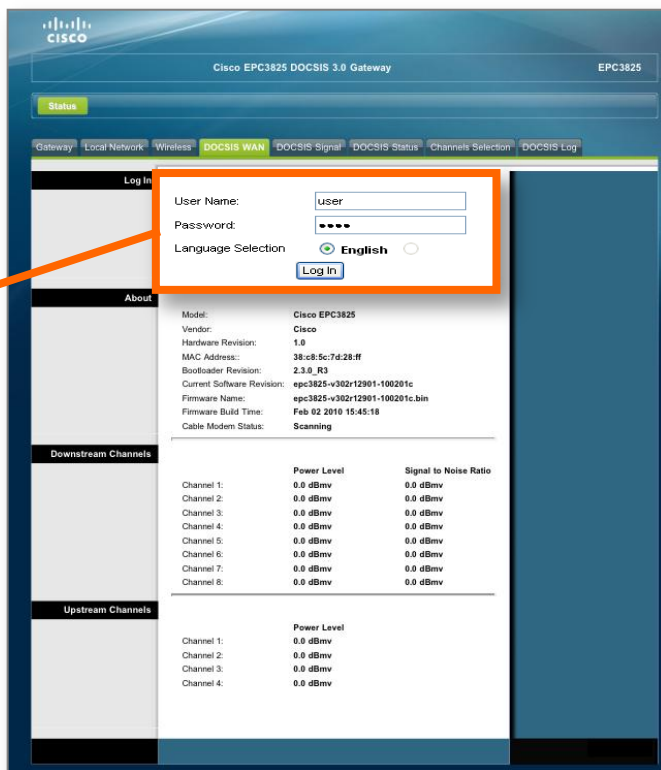 CISCO
Cisco EPC3825 DOCSIS 3.0 Gateway EPC3825
Status
Gateway Local Network Wireless DOCSIS WAN DOCSIS Signal DOCSIS Status Channels Selection DOCSIS Log
Log In
User Name: user
Password: ••••
Language Selection English
Log In
About
Model: Cisco EPC3825
Vendor: Cisco
Hardware Revision: 1.0
MAC Address:: 38:c8:5c:7d:28:ff
Bootloader Revision: 2.3.0_R3
Current Software Revision: epc3825-v302r12901-100201c
Firmware Name: epc3825-v302r12901-100201c.bin
Firmware Build Time: Feb 02 2010 15:45:18
Cable Modem Status: Scanning
Downstream Channels
Power Level Signal to Noise Ratio
Channel 1: 0.0 dBmv 0.0 dBmv
Channel 2: 0.0 dBmv 0.0 dBmv
Channel 3: 0.0 dBmv 0.0 dBmv
Channel 4: 0.0 dBmv 0.0 dBmv
Channel 5: 0.0 dBmv 0.0 dBmv
Channel 6: 0.0 dBmv 0.0 dBmv
Channel 7: 0.0 dBmv 0.0 dBmv
Channel 8: 0.0 dBmv 0.0 dBmv
Upstream Channels
Power Level
Channel 1: 0.0 dBmv
Channel 2: 0.0 dBmv
Channel 3: 0.0 dBmv
Channel 4: 0.0 dBmv